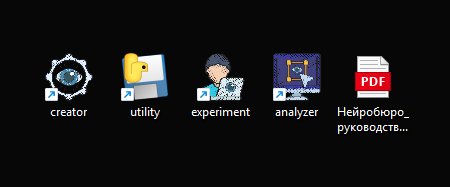 PDF
creator
utility
experiment
analyzer
Нейробюро_
руководств...